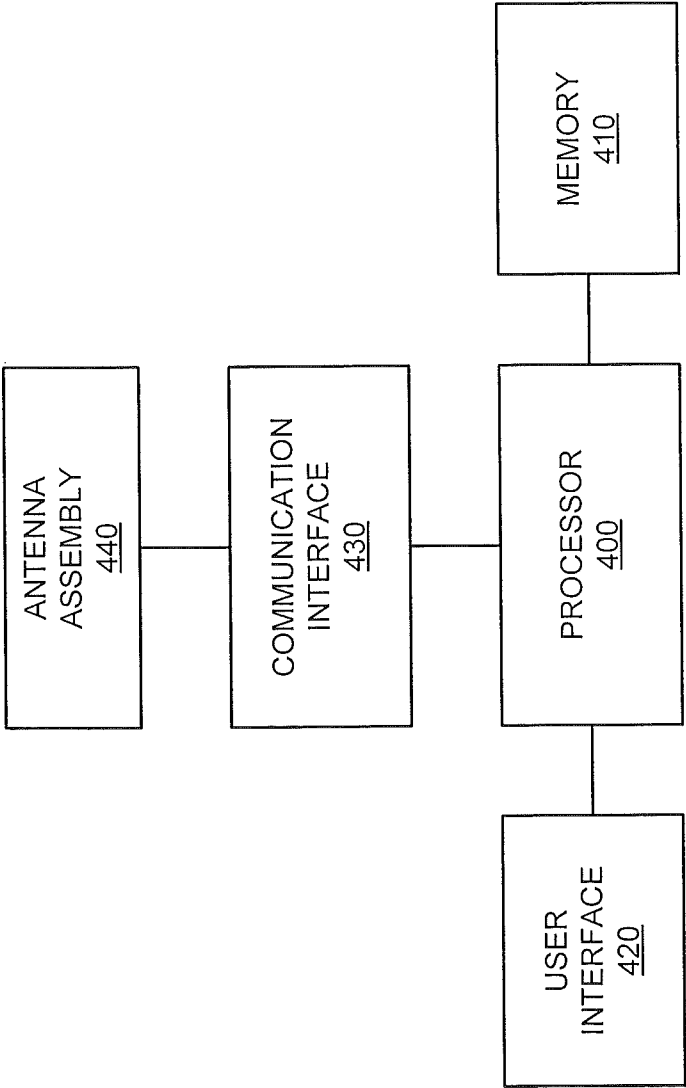 ANTENNA
ASSEMBLY
440
COMMUNICATION
INTERFACE
430
USER
INTERFACE
420
PROCESSOR
400
MEMORY
410